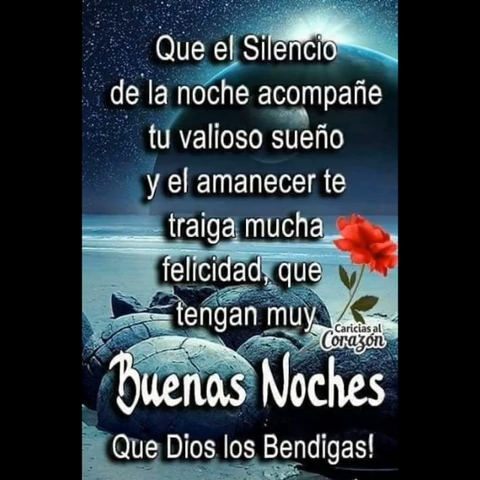 Que el Silencio
de la noche acompañe
tu valioso sueño
y el amanecer te
traiga mucha
felicidad, que
tengan muy
Caricias al
Corazón
Buenas Noches
Que Dios los Bendigas!